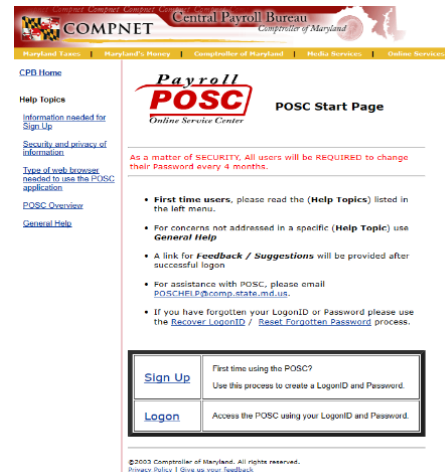 Compnet Compnet Compnet Compnet
COMPNET
Central Payroll Bureau
Comptroller of Maryland
Maryland Taxes | Maryland's Money | Comptroller of Maryland | Media Services | Online Services
CPB Home
Help Topics
Information needed for
Sign Up
Security and privacy of
information
Type of web browser
needed to use the POSC
application
POSC Overview
General Help
Payroll
POSC
Online Service Center
POSC Start Page
As a matter of SECURITY, All users will be REQUIRED to change
their Password every 4 months.
• First time users, please read the (Help Topics) listed in
the left menu.
• For concerns not addressed in a specific (Help Topic) use
General Help
• A link for Feedback / Suggestions will be provided after
successful logon
• For assistance with POSC, please email
POSCHELP@comp.state.md.us.
• If you have forgotten your LogonID or Password please use
the Recover LogonID / Reset Forgotten Password process.
Sign Up
First time using the POSC?
Use this process to create a LogonID and Password.
Logon
Access the POSC using your LogonID and Password.
©2003 Comptroller of Maryland. All rights reserved.
Privacy Policy | Give us your feedback